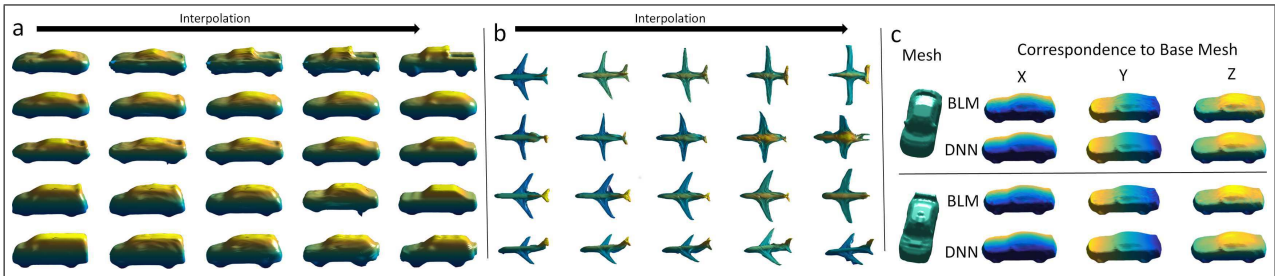 a
Interpolation
b
Interpolation
c
Mesh
Correspondence to Base Mesh
X Y Z
BLM
DNN
BLM
DNN